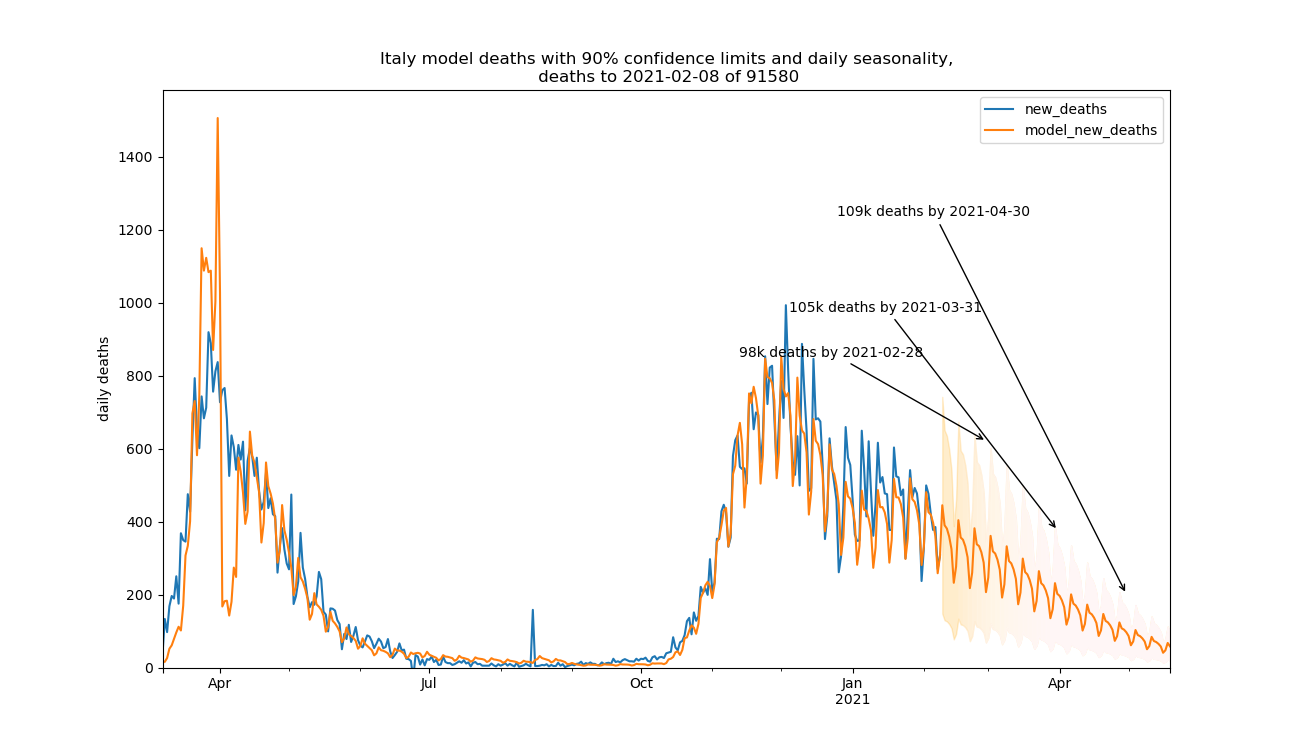 Italy model deaths with 90% confidence limits and daily seasonality,
deaths to 2021-02-08 of 91580
new_deaths
model_new_deaths
1400
1200
1000
800
600
400
200
0
daily deaths
109k deaths by 2021-04-30
105k deaths by 2021-03-31
98k deaths by 2021-02-28
Apr
Jul
Oct
Jan
2021
Apr